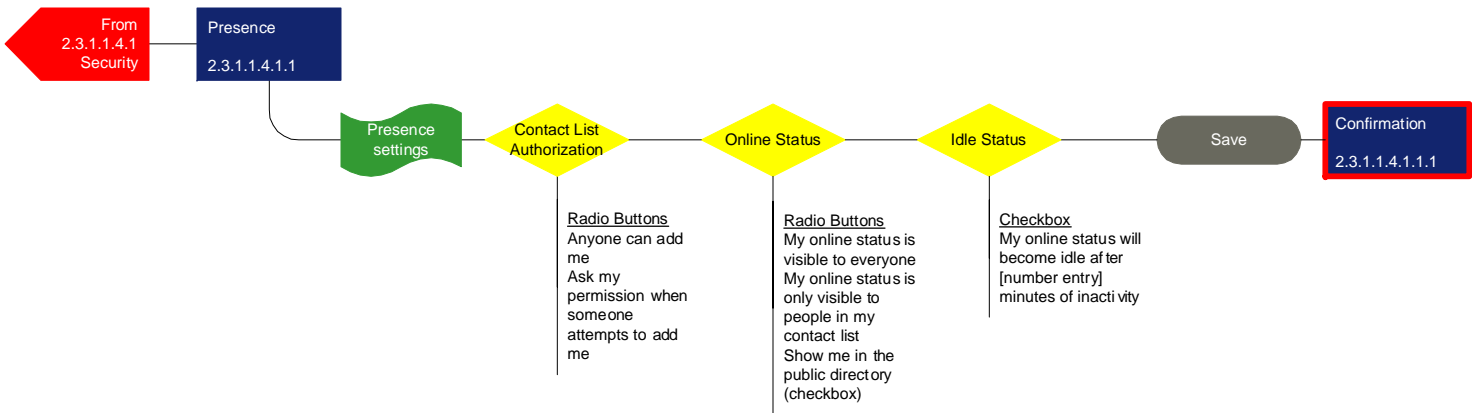 From
2.3.1.1.4.1
Security
Presence
2.3.1.1.4.1.1
Presence
settings
Contact List
Authorization
Online Status
Idle Status
Save
Confirmation
2.3.1.1.4.1.1.1
Radio Buttons
Anyone can add
me
Ask my
permission when
someone
attempts to add
me
Radio Buttons
My online status is
visible to everyone
My online status is
only visible to
people in my
contact list
Show me in the
public directory
(checkbox)
Checkbox
My online status will
become idle after
[number entry]
minutes of inactivity